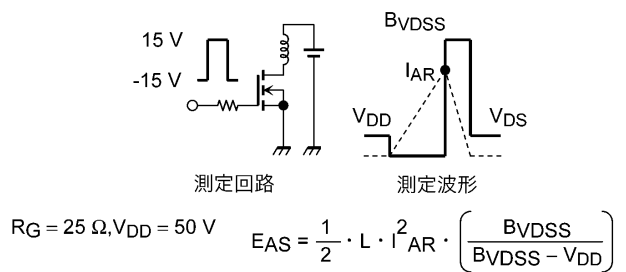 15 V
-15 V
測定回路
BVDSS
IAR
VDD
VDS
測定波形
RG = 25 Ω,VDD = 50 V
EAS = 1/2 · L · I²AR · (BVDSS / (BVDSS − VDD))